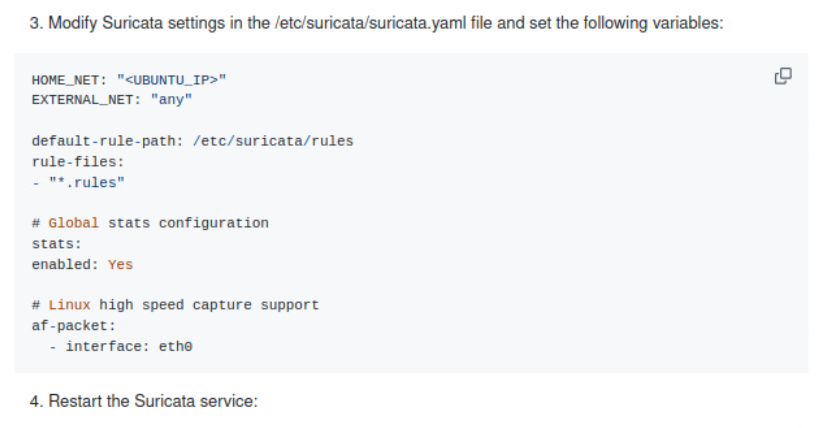 3. Modify Suricata settings in the /etc/suricata/suricata.yaml file and set the following variables:
HOME_NET: "<UBUNTU_IP>"
EXTERNAL_NET: "any"
default-rule-path: /etc/suricata/rules
rule-files:
- "*.rules"
# Global stats configuration
stats:
enabled: Yes
# Linux high speed capture support
af-packet:
  - interface: eth0
4. Restart the Suricata service: